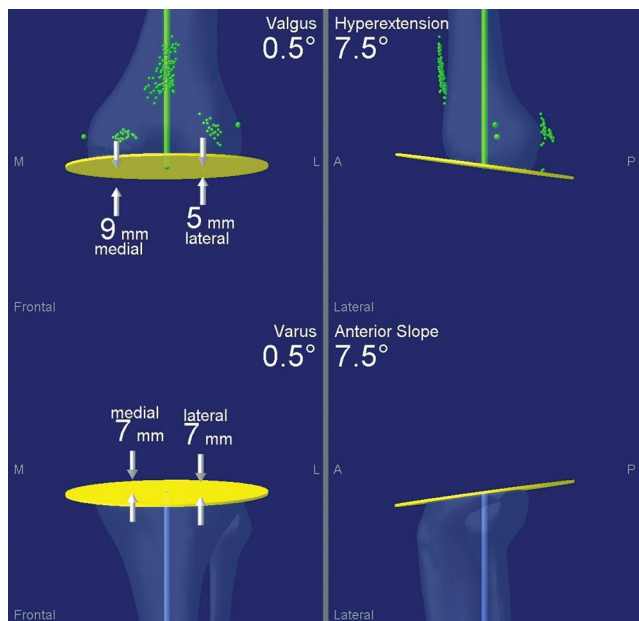 Valgus
0.5°
Hyperextension
7.5°
M
L
A
P
9 mm
medial
5 mm
lateral
Frontal
Lateral
Varus
0.5°
Anterior Slope
7.5°
medial
7 mm
lateral
7 mm
M
L
A
P
Frontal
Lateral